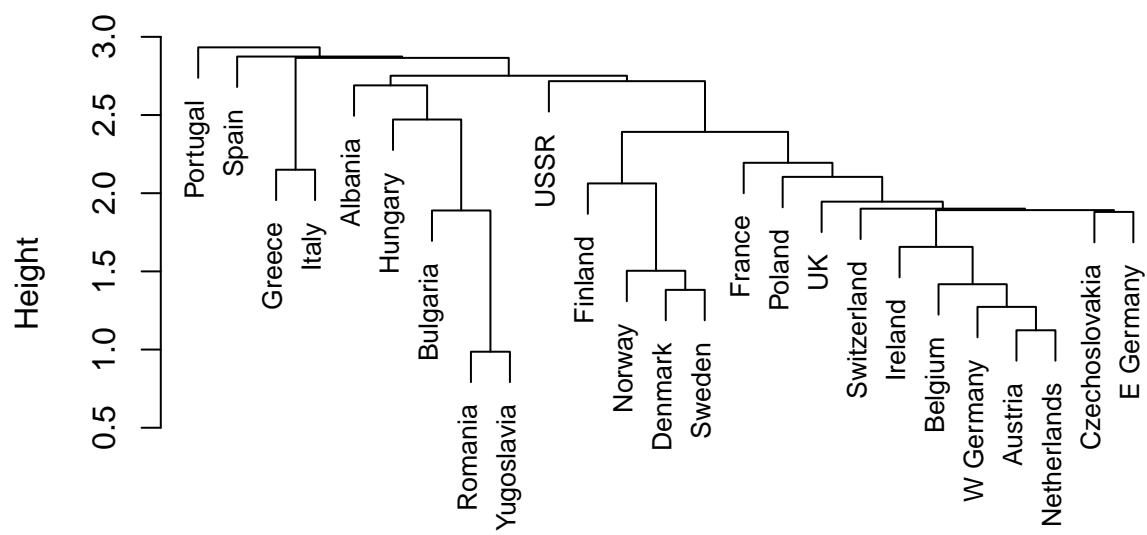 Height
3.0
2.5
2.0
1.5
1.0
0.5
Portugal
Spain
Greece
Italy
Albania
Hungary
Bulgaria
Romania
Yugoslavia
USSR
Finland
Norway
Denmark
Sweden
France
Poland
UK
Switzerland
Ireland
Belgium
W Germany
Austria
Netherlands
Czechoslovakia
E Germany